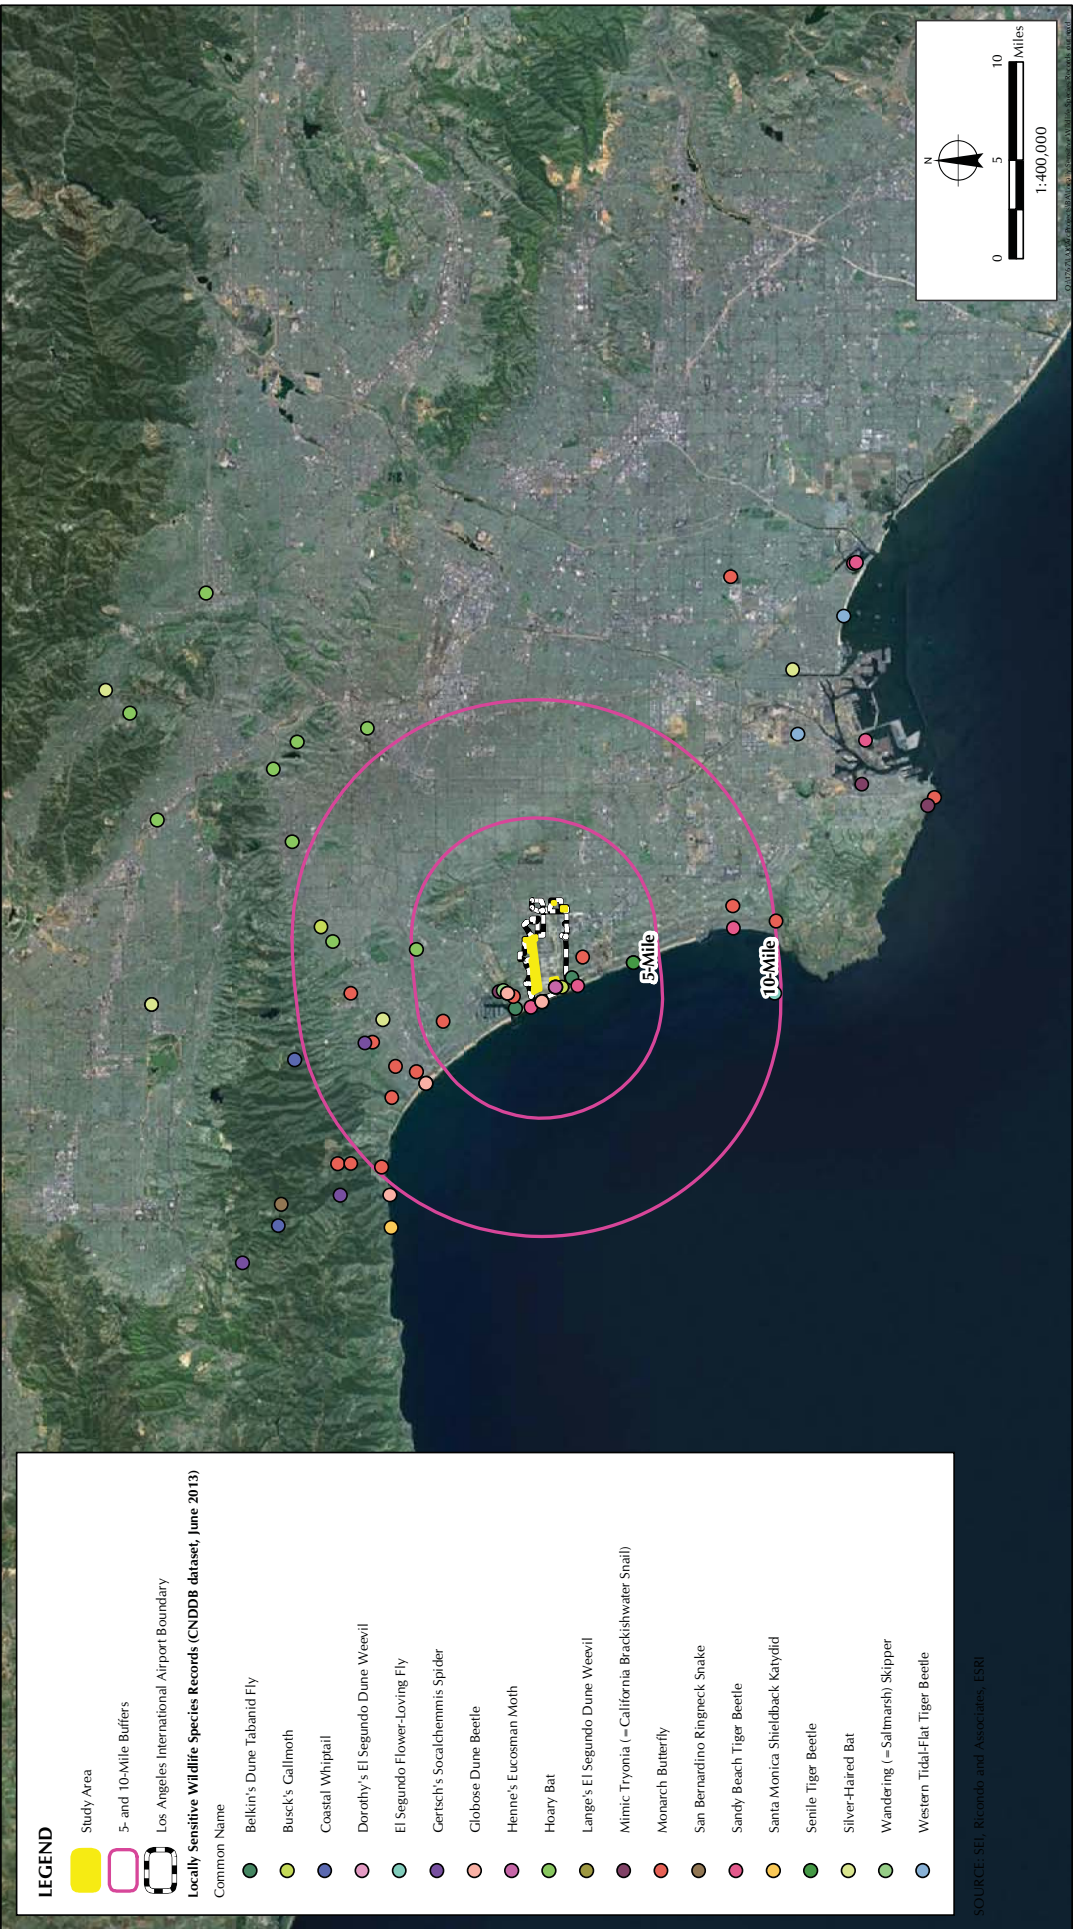 LEGEND
Study Area
5- and 10-Mile Buffers
Los Angeles International Airport Boundary
Locally Sensitive Wildlife Species Records (CNDDB dataset, June 2013)
Common Name
Belkin's Dune Tabanid Fly
Busck's Gallmoth
Coastal Whiptail
Dorothy's El Segundo Dune Weevil
El Segundo Flower-Loving Fly
Gertsch's Socalchemmis Spider
Globose Dune Beetle
Henne's Eucosman Moth
Hoary Bat
Lange's El Segundo Dune Weevil
Mimic Tryonia (=California Brackishwater Snail)
Monarch Butterfly
San Bernardino Ringneck Snake
Sandy Beach Tiger Beetle
Santa Monica Shieldback Katydid
Senile Tiger Beetle
Silver-Haired Bat
Wandering (=Saltmarsh) Skipper
Western Tidal-Flat Tiger Beetle
SOURCE: SEI, Ricondo and Associates, ESRI
5-Mile
10-Mile
N
0 5 10
Miles
1:400,000